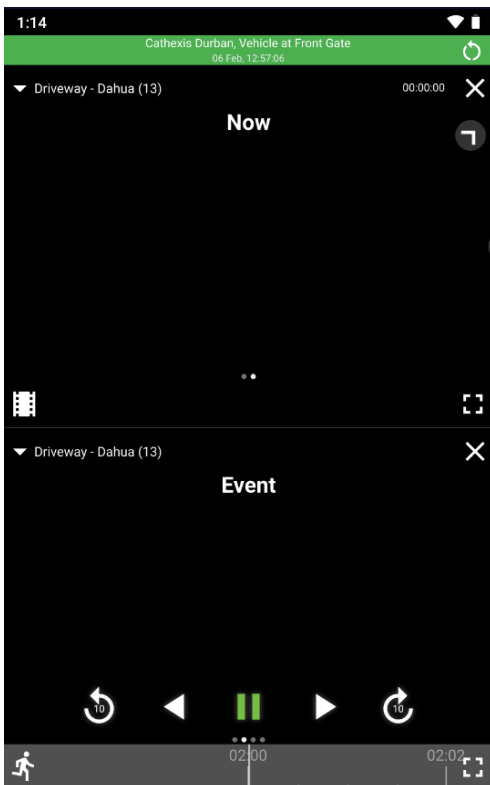 1:14
Cathexis Durban, Vehicle at Front Gate
06 Feb, 12:57:06
Driveway - Dahua (13)
00:00:00
Now
Driveway - Dahua (13)
Event
10
10
02:00
02:02